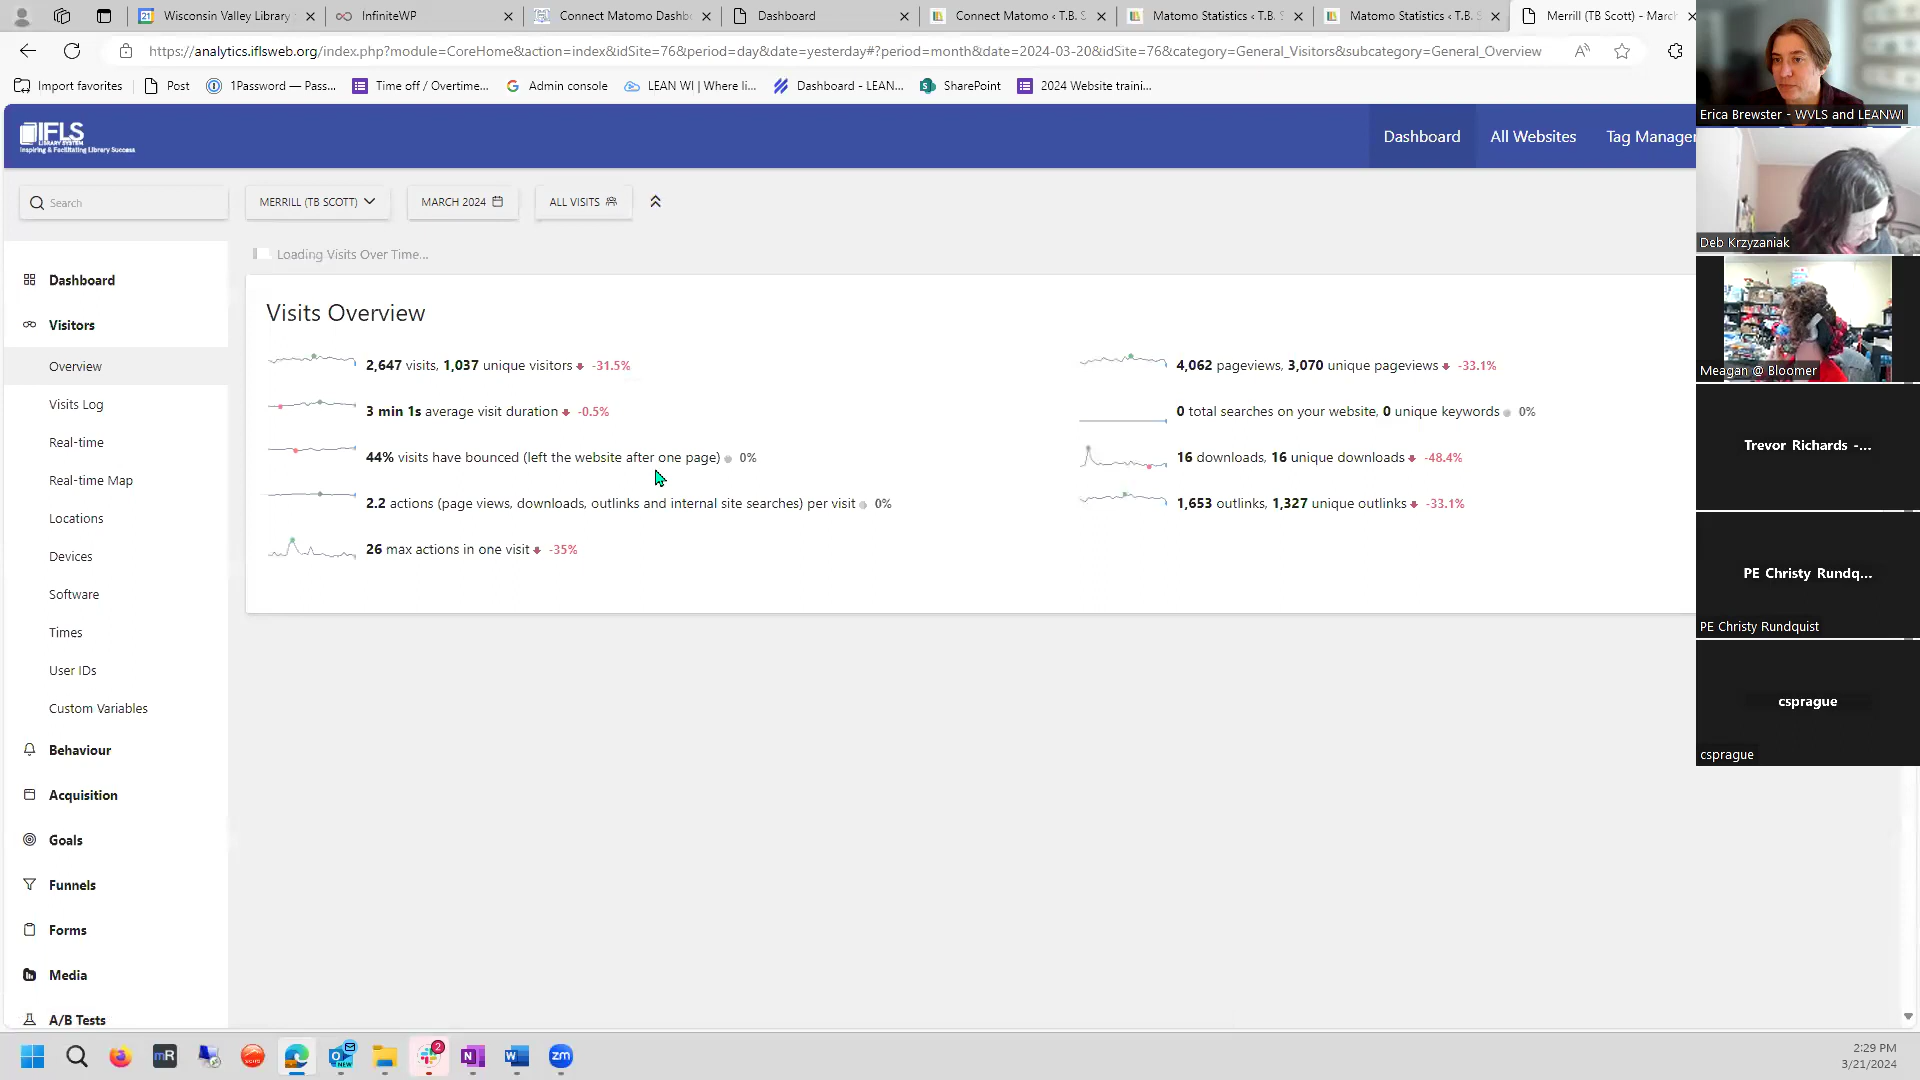 Wisconsin Valley Library
InfiniteWP
Connect Matomo Dashb
Dashboard
Connect Matomo ‹ T.B. S
Matomo Statistics ‹ T.B. S
Matomo Statistics ‹ T.B. S
Merrill (TB Scott) - March
https://analytics.iflsweb.org/index.php?module=CoreHome&action=index&idSite=76&period=day&date=yesterday#?period=month&date=2024-03-20&idSite=76&category=General_Visitors&subcategory=General_Overview
Import favorites
Post
1Password — Pass...
Time off / Overtime...
Admin console
LEAN WI | Where li...
Dashboard - LEAN...
SharePoint
2024 Website traini...
IFLS
LIBRARY SYSTEM
Inspiring & Facilitating Library Success
Dashboard
All Websites
Tag Manager
Search
MERRILL (TB SCOTT)
MARCH 2024
ALL VISITS
Loading Visits Over Time...
Dashboard
Visitors
Overview
Visits Log
Real-time
Real-time Map
Locations
Devices
Software
Times
User IDs
Custom Variables
Behaviour
Acquisition
Goals
Funnels
Forms
Media
A/B Tests
Visits Overview
2,647 visits, 1,037 unique visitors -31.5%
3 min 1s average visit duration -0.5%
44% visits have bounced (left the website after one page) 0%
2.2 actions (page views, downloads, outlinks and internal site searches) per visit 0%
26 max actions in one visit -35%
4,062 pageviews, 3,070 unique pageviews -33.1%
0 total searches on your website, 0 unique keywords 0%
16 downloads, 16 unique downloads -48.4%
1,653 outlinks, 1,327 unique outlinks -33.1%
Erica Brewster - WVLS and LEANWI
Deb Krzyzaniak
Meagan @ Bloomer
Trevor Richards -...
PE Christy Rundq...
PE Christy Rundquist
csprague
csprague
21
mR
NEW
2
N
W
zm
2:29 PM
3/21/2024